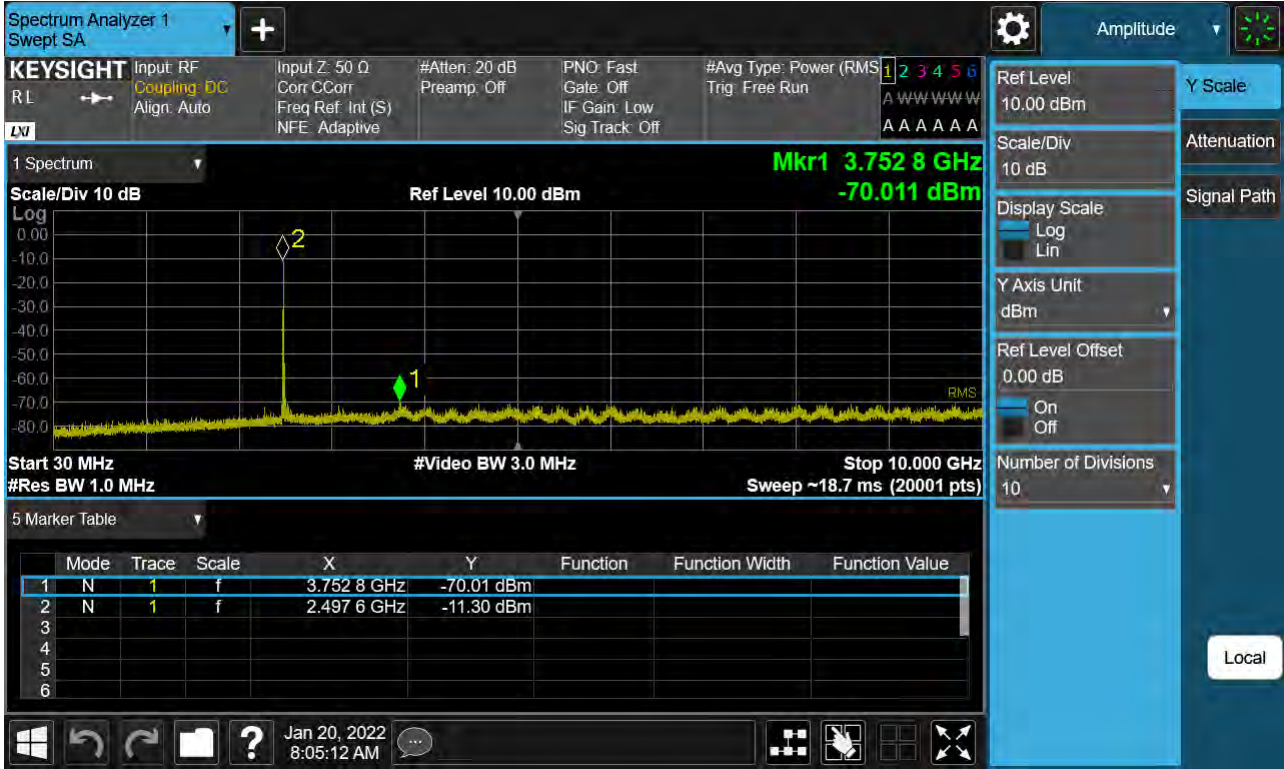 Spectrum Analyzer 1
Swept SA
+
Amplitude
KEYSIGHT
RL
LXI
Input: RF
Coupling: DC
Align: Auto
Input Z: 50 Ω
Corr CCorr
Freq Ref: Int (S)
NFE: Adaptive
#Atten: 20 dB
Preamp: Off
PNO: Fast
Gate: Off
IF Gain: Low
Sig Track: Off
#Avg Type: Power (RMS
Trig: Free Run
1 2 3 4 5 6
A W W W W W
A A A A A A
1 Spectrum
Scale/Div 10 dB
Ref Level 10.00 dBm
Mkr1 3.752 8 GHz
-70.011 dBm
Log
0.00
-10.0
-20.0
-30.0
-40.0
-50.0
-60.0
-70.0
-80.0
2
1
RMS
Start 30 MHz
#Video BW 3.0 MHz
Stop 10.000 GHz
#Res BW 1.0 MHz
Sweep ~18.7 ms (20001 pts)
5 Marker Table
Mode Trace Scale X Y Function Function Width Function Value
1 N 1 f 3.752 8 GHz -70.01 dBm
2 N 1 f 2.497 6 GHz -11.30 dBm
3
4
5
6
Ref Level
10.00 dBm
Scale/Div
10 dB
Display Scale
Log
Lin
Y Axis Unit
dBm
Ref Level Offset
0.00 dB
On
Off
Number of Divisions
10
Y Scale
Attenuation
Signal Path
Local
?
Jan 20, 2022
8:05:12 AM